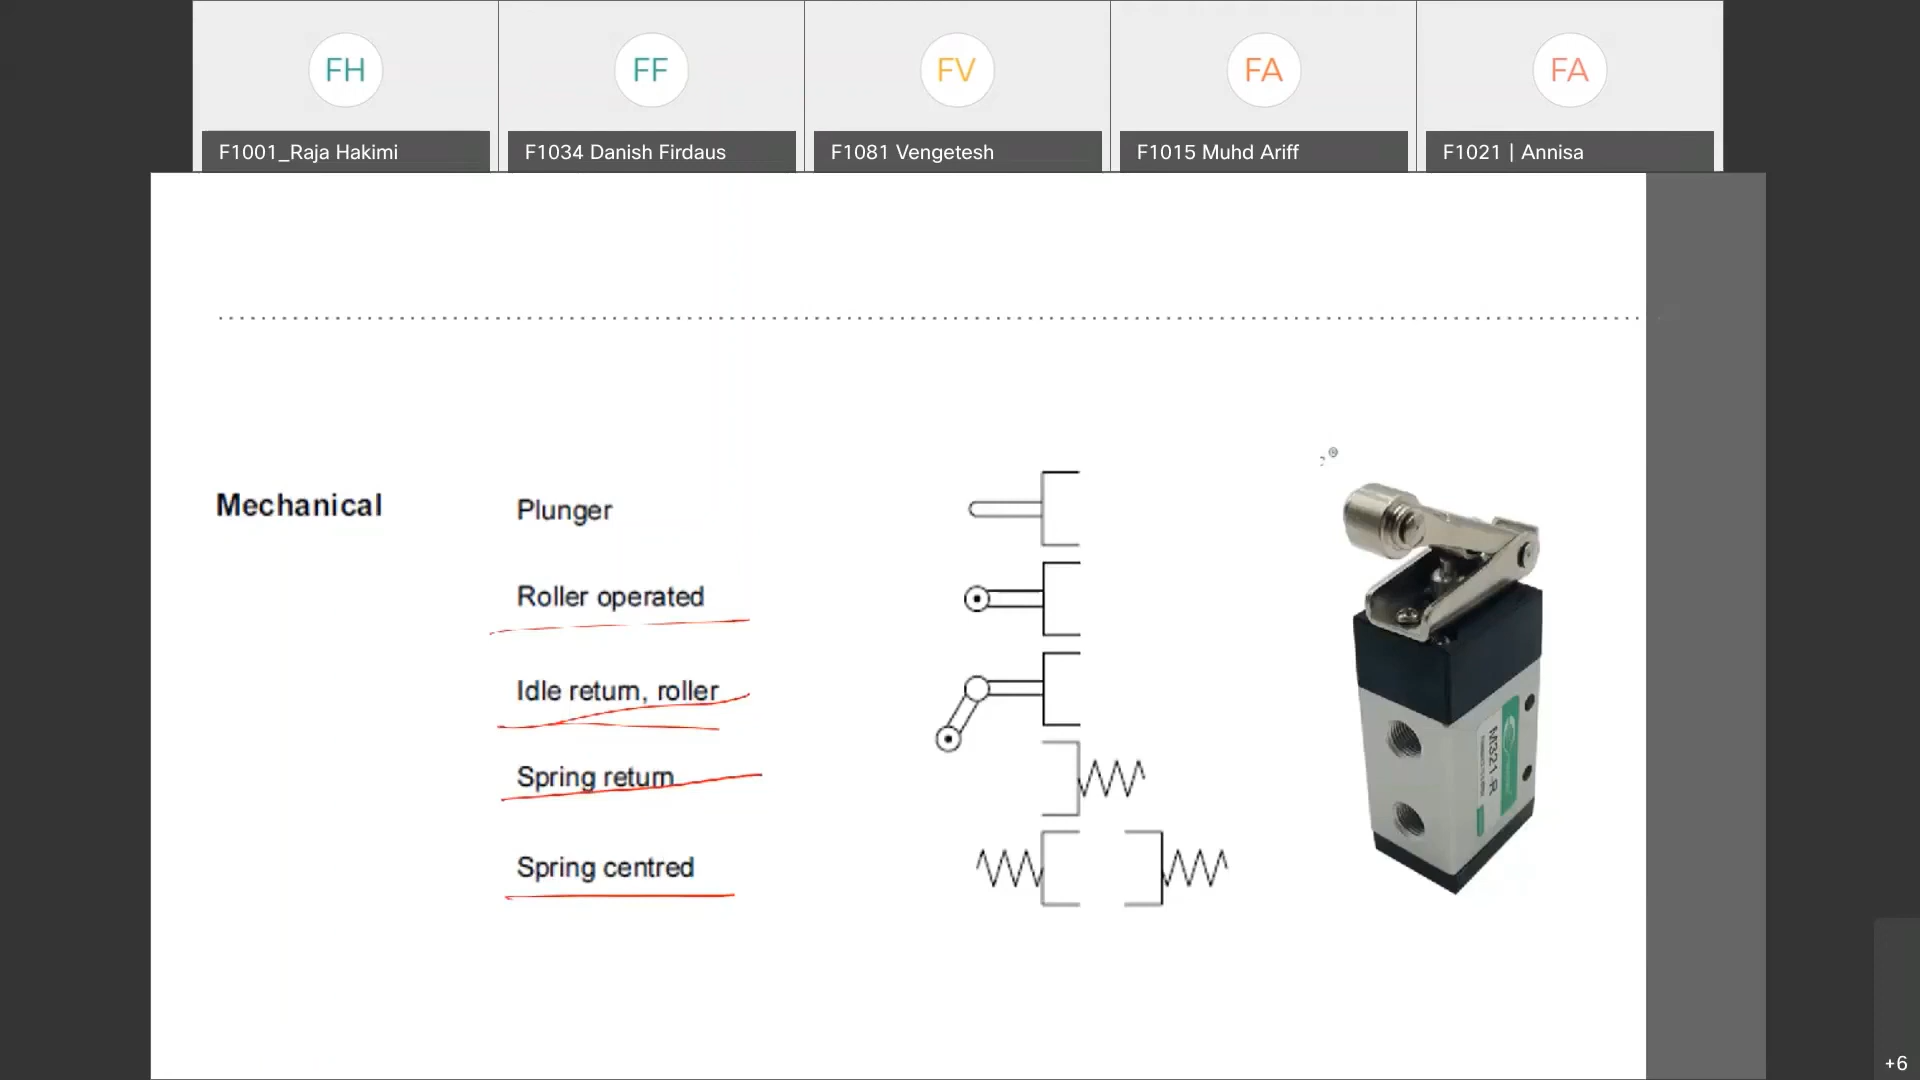 FH
FF
FV
FA
FA
F1001_Raja Hakimi
F1034 Danish Firdaus
F1081 Vengetesh
F1015 Muhd Ariff
F1021 | Annisa
Mechanical
Plunger
Roller operated
Idle return, roller
Spring return
Spring centred
®
M321 R
+6